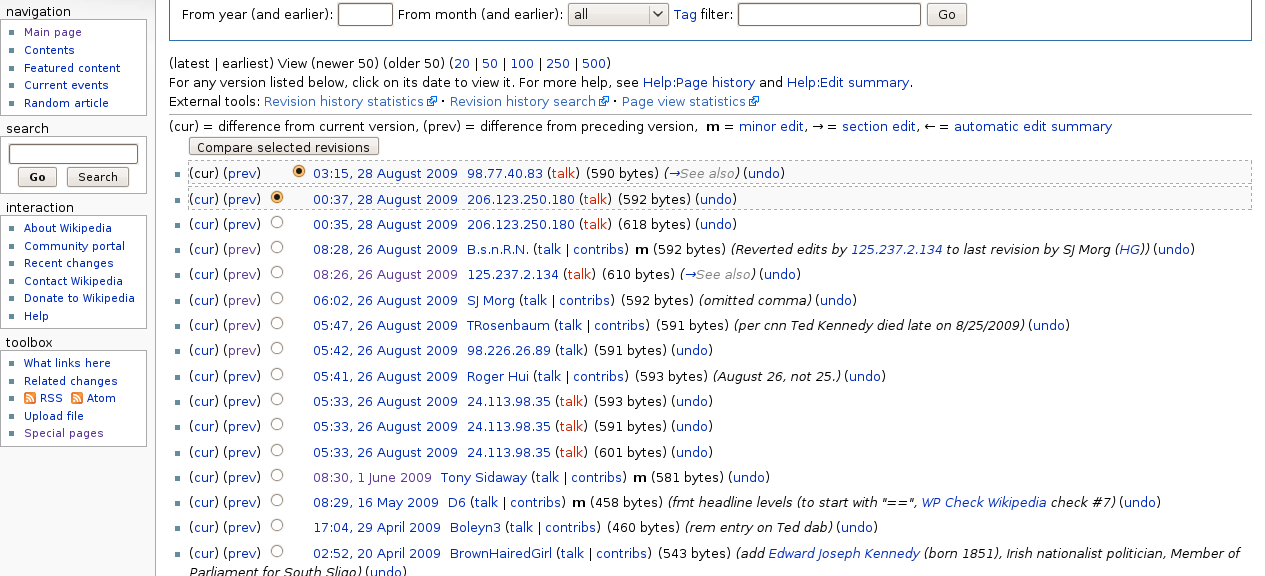 navigation
Main page
Contents
Featured content
Current events
Random article
search
Go Search
interaction
About Wikipedia
Community portal
Recent changes
Contact Wikipedia
Donate to Wikipedia
Help
toolbox
What links here
Related changes
RSS Atom
Upload file
Special pages
From year (and earlier): From month (and earlier): all Tag filter: Go
(latest | earliest) View (newer 50) (older 50) (20 | 50 | 100 | 250 | 500)
For any version listed below, click on its date to view it. For more help, see Help:Page history and Help:Edit summary.
External tools: Revision history statistics · Revision history search · Page view statistics
(cur) = difference from current version, (prev) = difference from preceding version, m = minor edit, → = section edit, ← = automatic edit summary
Compare selected revisions
(cur) (prev) 03:15, 28 August 2009 98.77.40.83 (talk) (590 bytes) (→See also) (undo)
(cur) (prev) 00:37, 28 August 2009 206.123.250.180 (talk) (592 bytes) (undo)
(cur) (prev) 00:35, 28 August 2009 206.123.250.180 (talk) (618 bytes) (undo)
(cur) (prev) 08:28, 26 August 2009 B.s.n.R.N. (talk | contribs) m (592 bytes) (Reverted edits by 125.237.2.134 to last revision by SJ Morg (HG)) (undo)
(cur) (prev) 08:26, 26 August 2009 125.237.2.134 (talk) (610 bytes) (→See also) (undo)
(cur) (prev) 06:02, 26 August 2009 SJ Morg (talk | contribs) (592 bytes) (omitted comma) (undo)
(cur) (prev) 05:47, 26 August 2009 TRosenbaum (talk | contribs) (591 bytes) (per cnn Ted Kennedy died late on 8/25/2009) (undo)
(cur) (prev) 05:42, 26 August 2009 98.226.26.89 (talk) (591 bytes) (undo)
(cur) (prev) 05:41, 26 August 2009 Roger Hui (talk | contribs) (593 bytes) (August 26, not 25.) (undo)
(cur) (prev) 05:33, 26 August 2009 24.113.98.35 (talk) (593 bytes) (undo)
(cur) (prev) 05:33, 26 August 2009 24.113.98.35 (talk) (591 bytes) (undo)
(cur) (prev) 05:33, 26 August 2009 24.113.98.35 (talk) (601 bytes) (undo)
(cur) (prev) 08:30, 1 June 2009 Tony Sidaway (talk | contribs) m (581 bytes) (undo)
(cur) (prev) 08:29, 16 May 2009 D6 (talk | contribs) m (458 bytes) (fmt headline levels (to start with "==", WP Check Wikipedia check #7) (undo)
(cur) (prev) 17:04, 29 April 2009 Boleyn3 (talk | contribs) (460 bytes) (rem entry on Ted dab) (undo)
(cur) (prev) 02:52, 20 April 2009 BrownHairedGirl (talk | contribs) (543 bytes) (add Edward Joseph Kennedy (born 1851), Irish nationalist politician, Member of
Parliament for South Sligo) (undo)